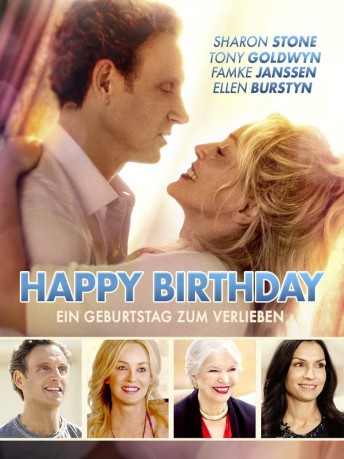 SHARON STONE
TONY GOLDWYN
FAMKE JANSSEN
ELLEN BURSTYN
HAPPY BIRTHDAY
EIN GEBURTSTAG ZUM VERLIEBEN